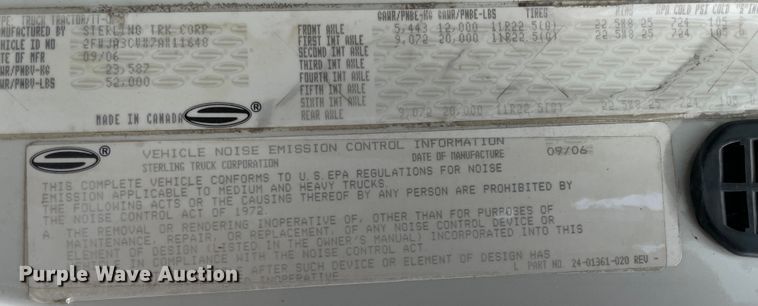 TYPE TRUCK TRACTOR/TT-
MANUFACTURED BY STERLING TRK CORP.
VEHICLE ID NO
DATE OF MFR 09/06
GVWR/PNBV-KG 23,587
GVWR/PNBV-LBS 52,000
MADE IN CANADA
GAWR/PNBE-KG GAWR/PNBE-LBS TIRES RIMS COLD PSI COLD
FRONT AXLE 5,443 12,000 11R22.5(G) 22.5X8.25 724 105
FIRST INT AXLE 9,072 20,000 11R22.5(G) 22.5X8.25 724 105
SECOND INT AXLE
THIRD INT AXLE
FOURTH INT AXLE
FIFTH INT AXLE
SIXTH INT AXLE
REAR AXLE 9,072 20,000 11R22.5(G) 22.5X8.25 724 105
VEHICLE NOISE EMISSION CONTROL INFORMATION
STERLING TRUCK CORPORATION DATE OF MANUFACTURE 09/06
THIS COMPLETE VEHICLE CONFORMS TO U.S.EPA REGULATIONS FOR NOISE
EMISSION APPLICABLE TO MEDIUM AND HEAVY TRUCKS.
THE FOLLOWING ACTS OR THE CAUSING THEREOF BY ANY PERSON ARE PROHIBITED BY
THE NOISE CONTROL ACT OF 1972.
A THE REMOVAL OR RENDERING INOPERATIVE OF, OTHER THAN FOR PURPOSES OF
MAINTENANCE, REPAIR, OR REPLACEMENT, OF ANY NOISE CONTROL DEVICE OR
ELEMENT OF DESIGN (LISTED IN THE OWNER'S MANUAL) INCORPORATED INTO THIS
VEHICLE IN COMPLIANCE WITH THE NOISE CONTROL ACT
AFTER SUCH DEVICE OR ELEMENT OF DESIGN HAS
INOPERATIVE.
L PART NO 24-01361-020 REV -
Purple Wave Auction